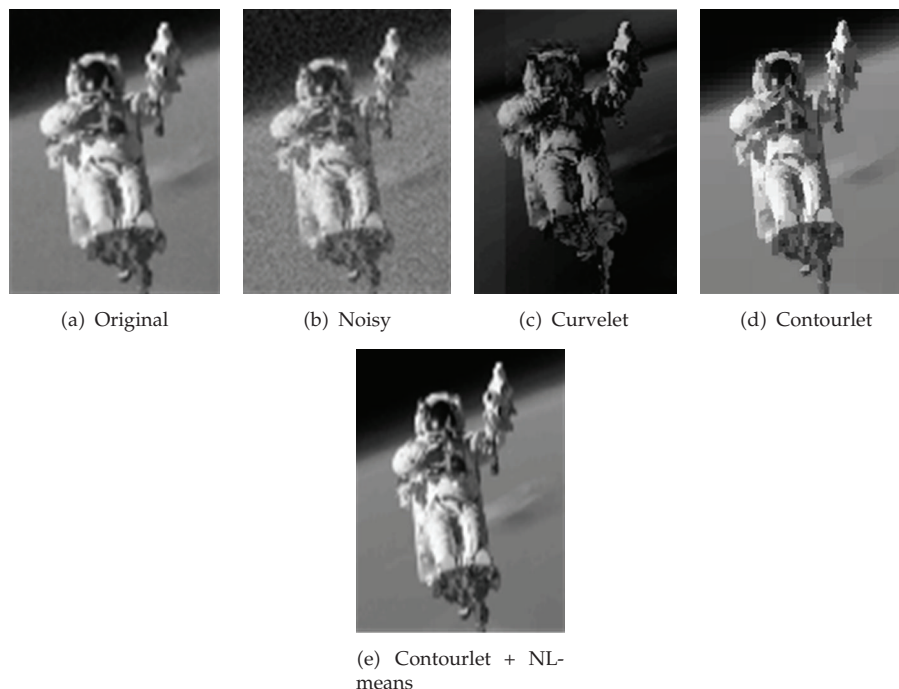 (a) Original
(b) Noisy
(c) Curvelet
(d) Contourlet
(e) Contourlet + NL-
means